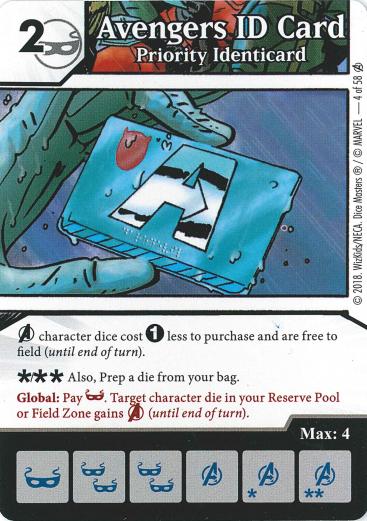 2
Avengers ID Card
Priority Identicard
© 2018. WizKids/NECA. Dice Masters ® / © MARVEL — 4 of 58
A
character dice cost 1 less to purchase and are free to
field (until end of turn).
*/** Also, Prep a die from your bag.
Global: Pay . Target character die in your Reserve Pool
or Field Zone gains (until end of turn).
Max: 4
* **